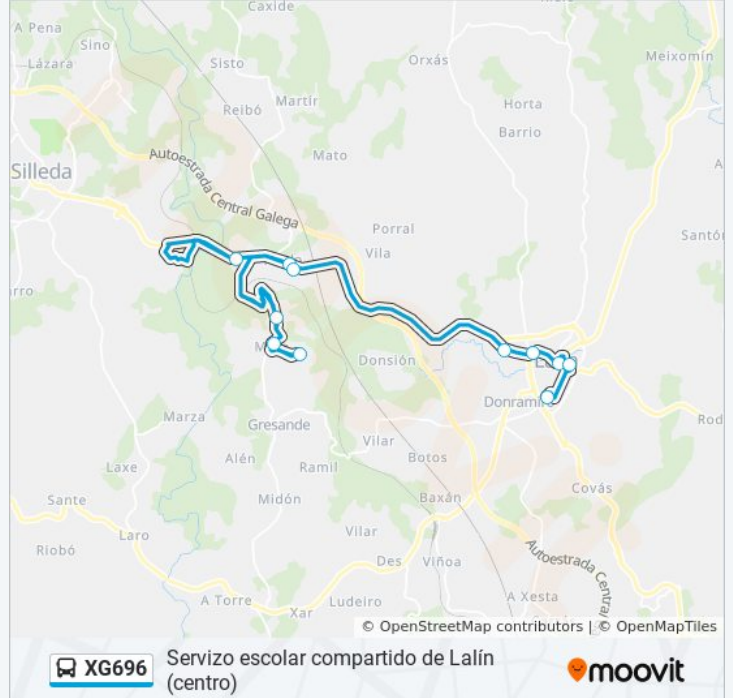 Caxide
A Pena
Sino
Lázara
Sisto
Orxás
Meixomín
Reibó
Martir
Horta
Barrio
Mato
Silleda
Autoestrada Central Galega
Porral
Vila
Donsión
Donramiro
Marza
Gresande
Vilar
Alén
Ramil
Botos
Laxe
Sante
Midón
Baxán
Covás
Laro
Riobó
Vilar
Des
Viñoa
Autoestrada Central
A Torre
Xar
Ludeiro
A Xesta
© OpenStreetMap contributors | © OpenMapTiles
XG696
Servizo escolar compartido de Lalín
(centro)
moovit